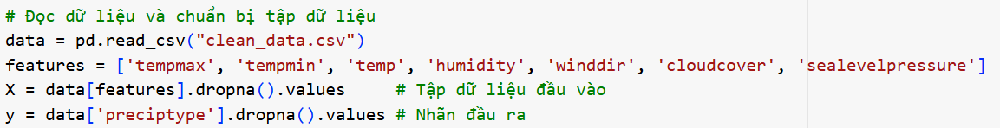 # Đọc dữ liệu và chuẩn bị tập dữ liệu
data = pd.read_csv("clean_data.csv")
features = ['tempmax', 'tempmin', 'temp', 'humidity', 'winddir', 'cloudcover', 'sealevelpressure']
X = data[features].dropna().values     # Tập dữ liệu đầu vào
y = data['preciptype'].dropna().values # Nhãn đầu ra